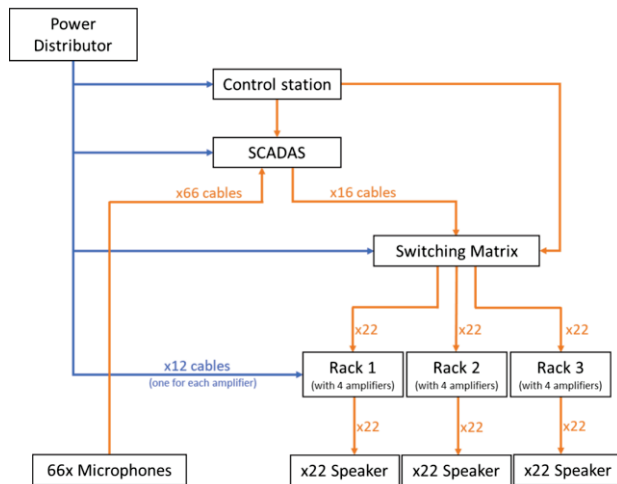 Power
Distributor
Control station
SCADAS
x66 cables
x16 cables
Switching Matrix
x22
x22
x22
x12 cables
(one for each amplifier)
Rack 1
(with 4 amplifiers)
Rack 2
(with 4 amplifiers)
Rack 3
(with 4 amplifiers)
x22
x22
x22
66x Microphones
x22 Speaker
x22 Speaker
x22 Speaker